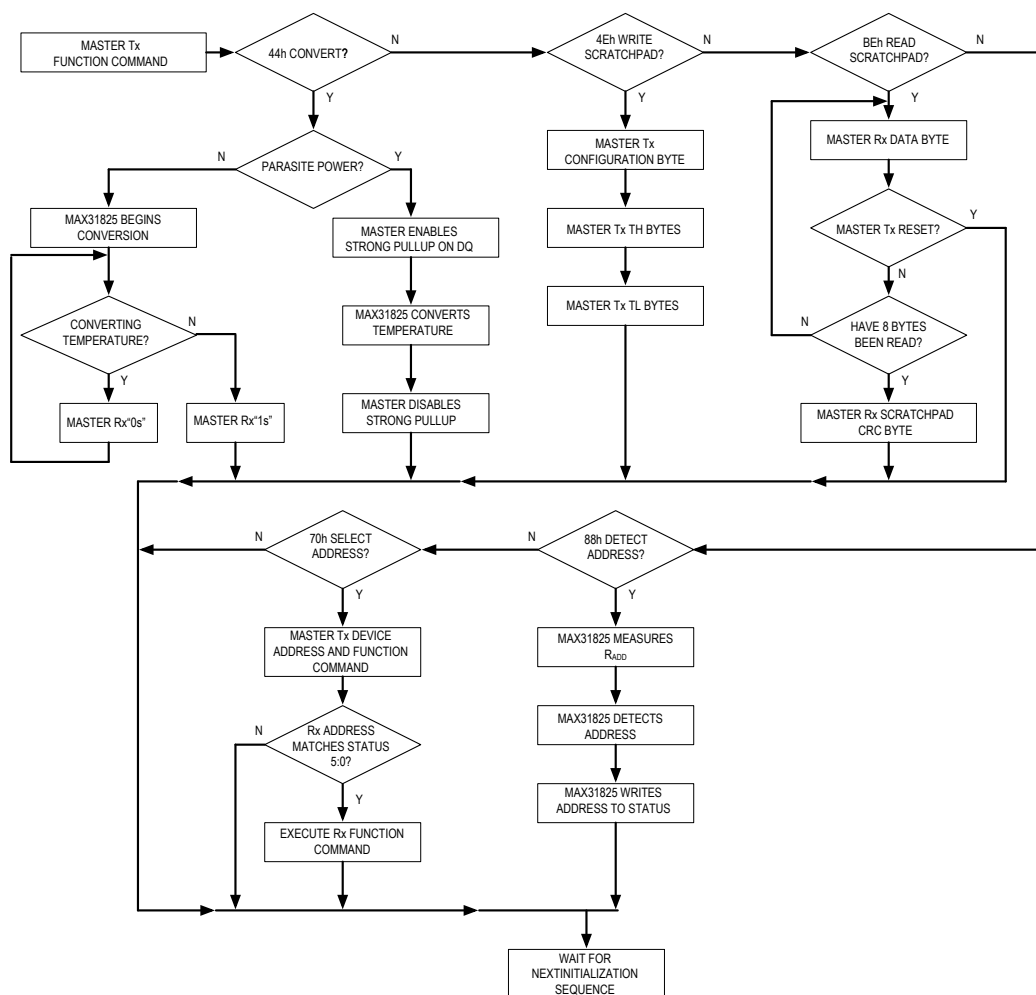 MASTER Tx
FUNCTION COMMAND
44h CONVERT?
N
Y
4Eh WRITE
SCRATCHPAD?
N
Y
BEh READ
SCRATCHPAD?
N
Y
PARASITE POWER?
N
Y
MASTER Tx
CONFIGURATION BYTE
MASTER Rx DATA BYTE
MAX31825 BEGINS
CONVERSION
MASTER ENABLES
STRONG PULLUP ON DQ
MASTER Tx TH BYTES
MASTER Tx RESET?
Y
N
CONVERTING
TEMPERATURE?
N
Y
MAX31825 CONVERTS
TEMPERATURE
MASTER Tx TL BYTES
HAVE 8 BYTES
BEEN READ?
N
Y
MASTER Rx“0s”
MASTER Rx“1s”
MASTER DISABLES
STRONG PULLUP
MASTER Rx SCRATCHPAD
CRC BYTE
70h SELECT
ADDRESS?
N
Y
88h DETECT
ADDRESS?
N
Y
MASTER Tx DEVICE
ADDRESS AND FUNCTION
COMMAND
MAX31825 MEASURES
RADD
Rx ADDRESS
MATCHES STATUS
5:0?
N
Y
MAX31825 DETECTS
ADDRESS
MAX31825 WRITES
ADDRESS TO STATUS
EXECUTE Rx FUNCTION
COMMAND
WAIT FOR
NEXTINITIALIZATION
SEQUENCE